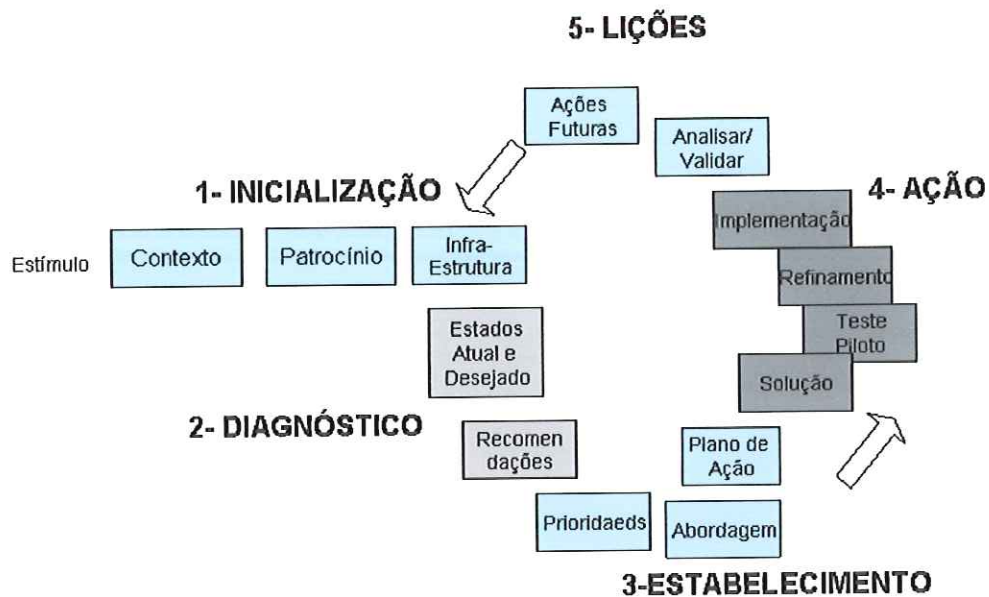 5- LIÇÕES
Ações
Futuras
Analisar/
Validar
1- INICIALIZAÇÃO
4- AÇÃO
Implementação
Estímulo
Contexto
Patrocínio
Infra-
Estrutura
Refinamento
Estados
Atual e
Desejado
Teste
Piloto
Solução
2- DIAGNÓSTICO
Recomen
dações
Plano de
Ação
Prioridaeds
Abordagem
3-ESTABELECIMENTO